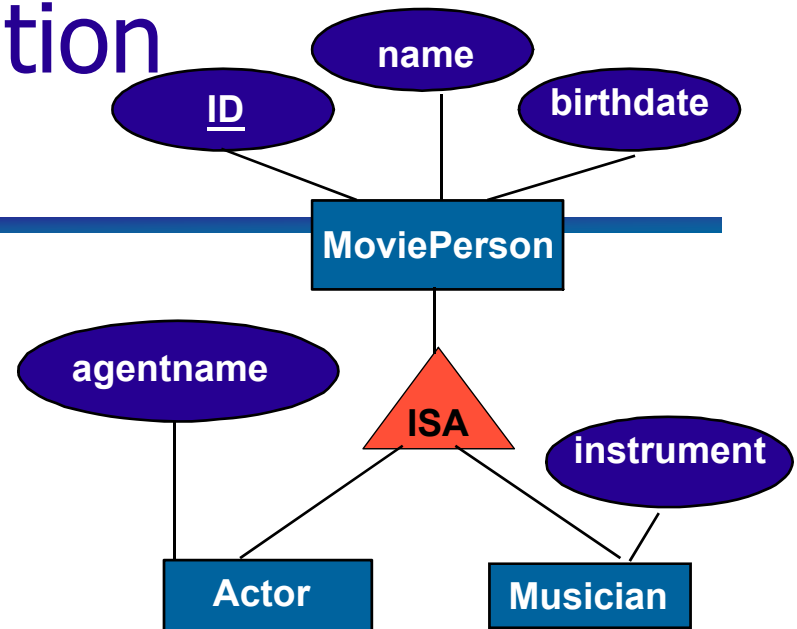 tion
name
ID
birthdate
MoviePerson
agentname
ISA
instrument
Actor
Musician